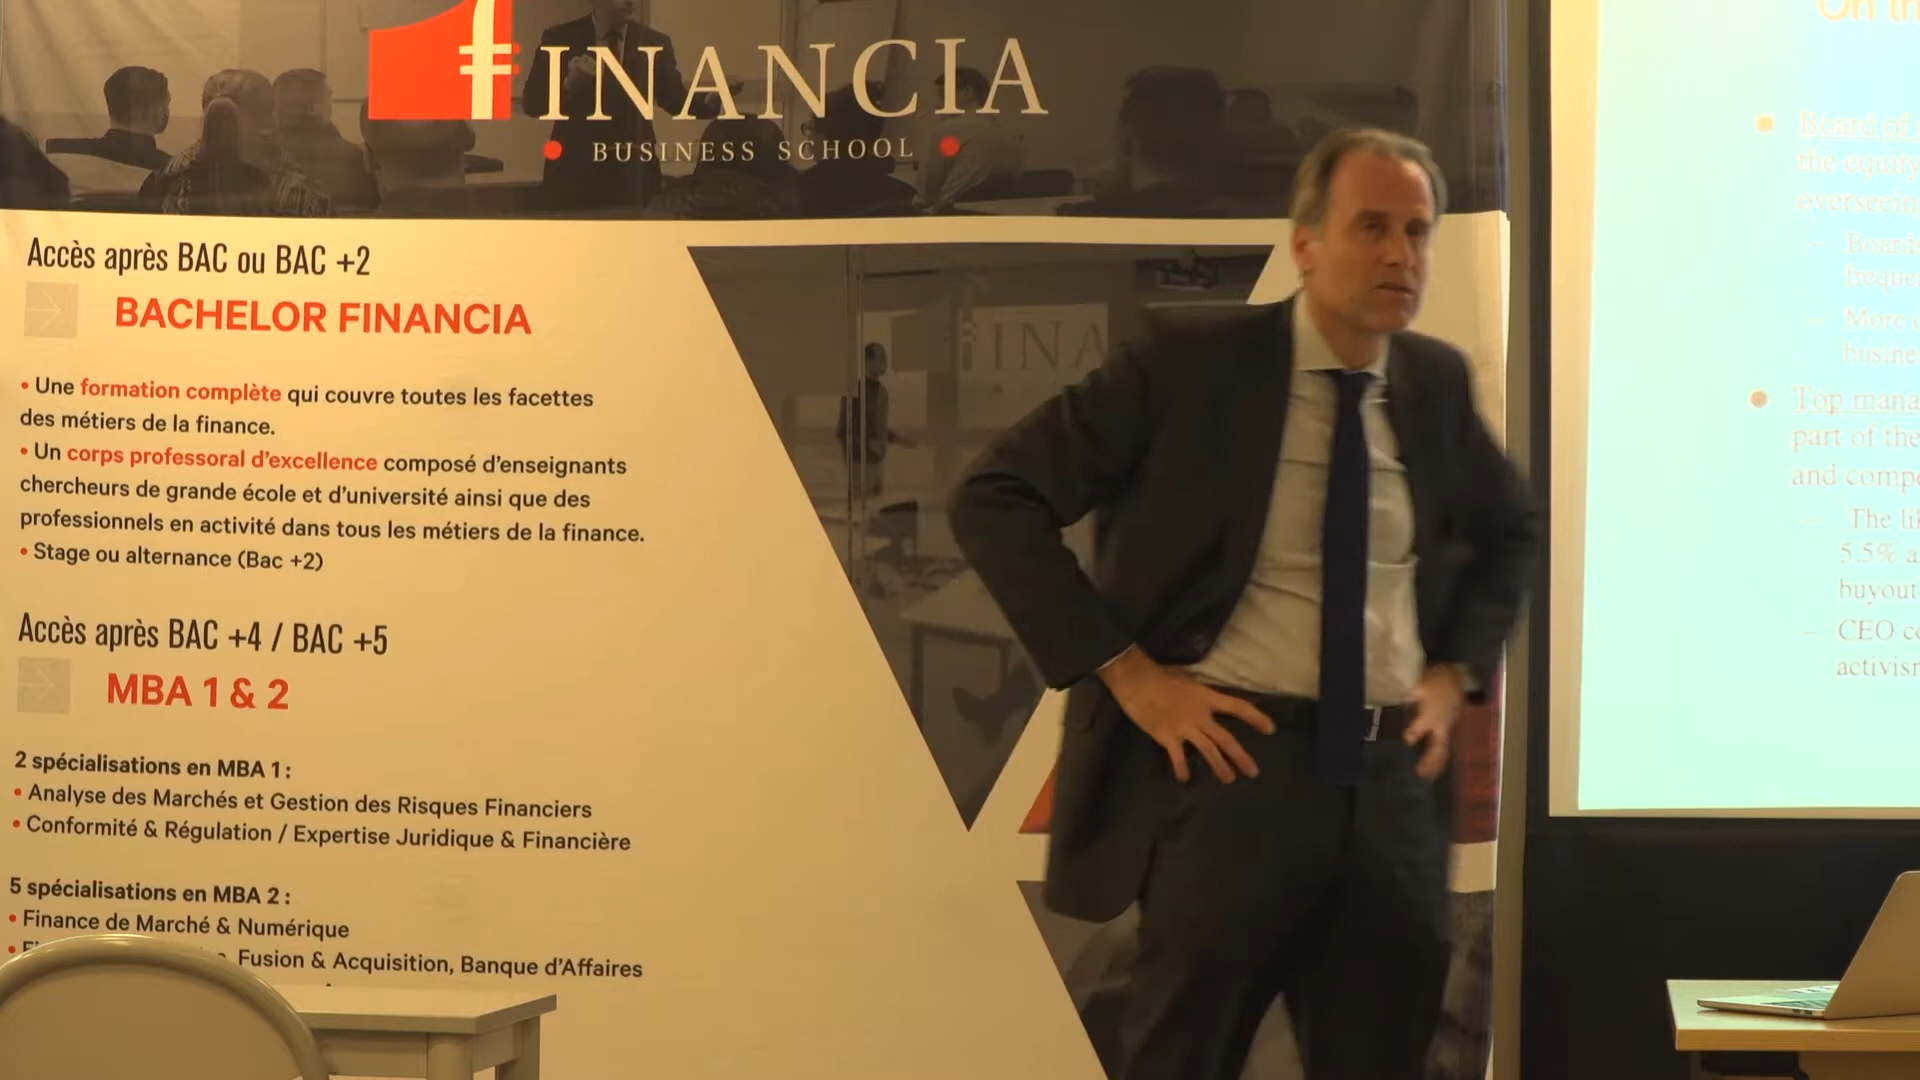 FINANCIA
BUSINESS SCHOOL
Accès après BAC ou BAC +2
BACHELOR FINANCIA
• Une formation complète qui couvre toutes les facettes
des métiers de la finance.
• Un corps professoral d'excellence composé d'enseignants
chercheurs de grande école et d'université ainsi que des
professionnels en activité dans tous les métiers de la finance.
• Stage ou alternance (Bac +2)
Accès après BAC +4 / BAC +5
MBA 1 & 2
2 spécialisations en MBA 1 :
• Analyse des Marchés et Gestion des Risques Financiers
• Conformité & Régulation / Expertise Juridique & Financière
5 spécialisations en MBA 2 :
• Finance de Marché & Numérique
Fusion & Acquisition, Banque d'Affaires
INA
On
• Board of
the equity
– Boards
• Top
part of the
and
– The
5.5%
buyout
– CEO